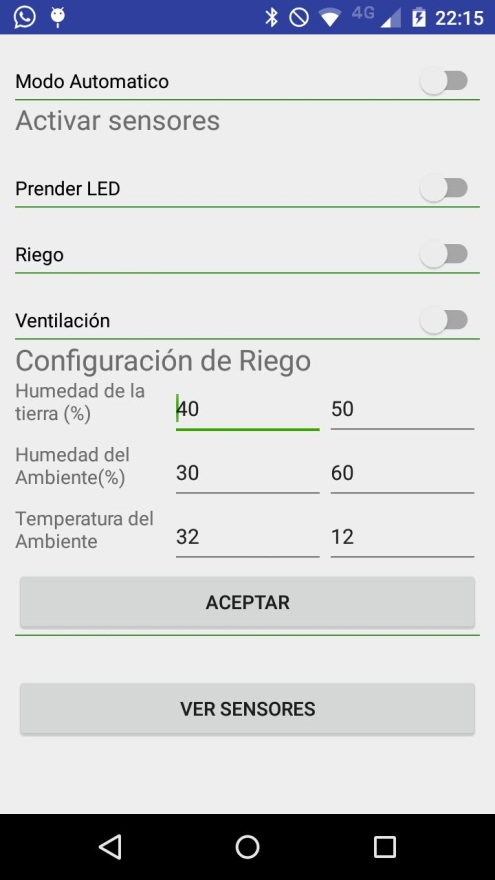 4G 22:15
Modo Automatico
Activar sensores
Prender LED
Riego
Ventilación
Configuración de Riego
Humedad de la
tierra (%) 40 50
Humedad del
Ambiente(%) 30 60
Temperatura del
Ambiente 32 12
ACEPTAR
VER SENSORES